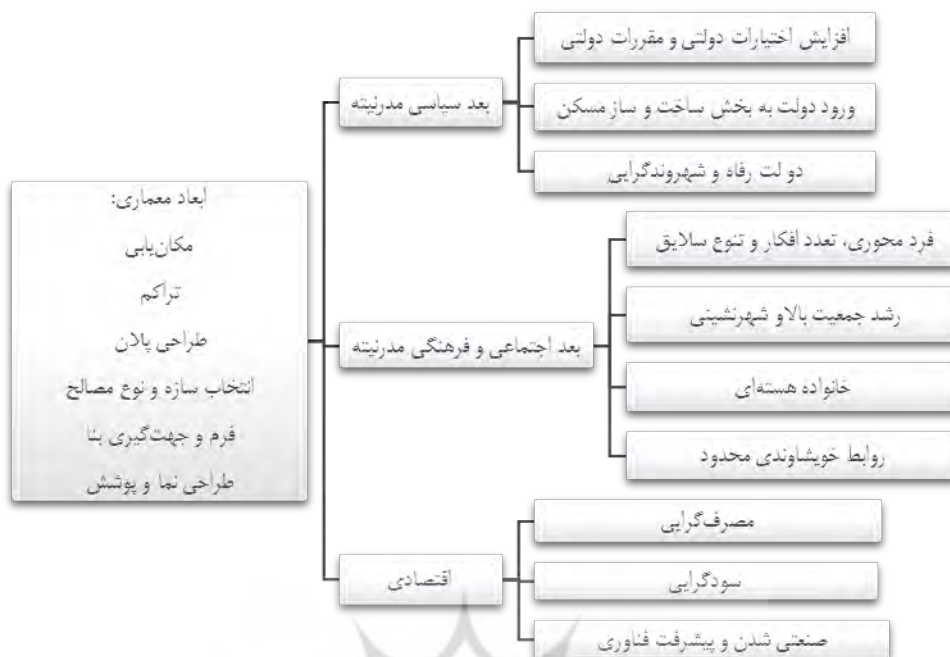 ابعاد معماری:
مکان‌یابی
تراکم
طراحی پلان
انتخاب سازه و نوع مصالح
فرم و جهت‌گیری بنا
طراحی نما و پوشش
بعد سیاسی مدرنیته
افزایش اختیارات دولتی و مقررات دولتی
ورود دولت به بخش ساخت و ساز مسکن
دو لت رفاه و شهروندگرایی
بعد اجتماعی و فرهنگی مدرنیته
فرد محوری، تعدد افکار و تنوع سلایق
رشد جمعیت بالاو شهرنشینی
خانواده هسته‌ای
روابط خویشاوندی محدود
اقتصادی
مصرف‌گرایی
سودگرایی
صنعتی شدن و پیشرفت فناوری